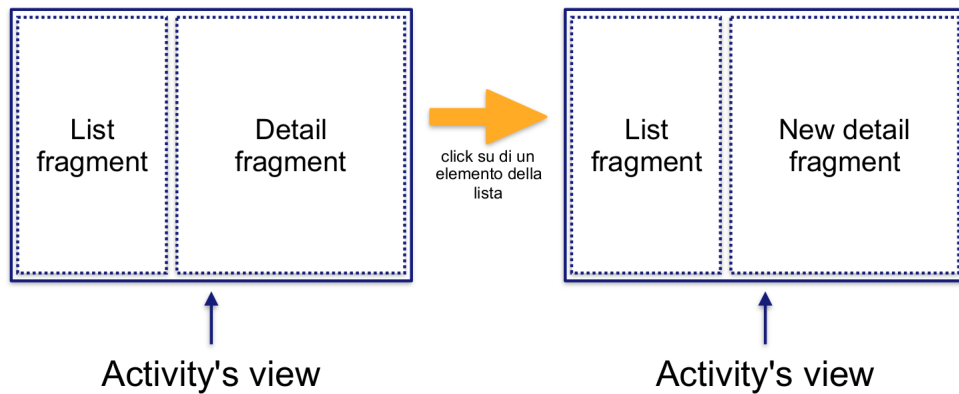 List
fragment
Detail
fragment
click su di un
elemento della
lista
List
fragment
New detail
fragment
Activity's view
Activity's view